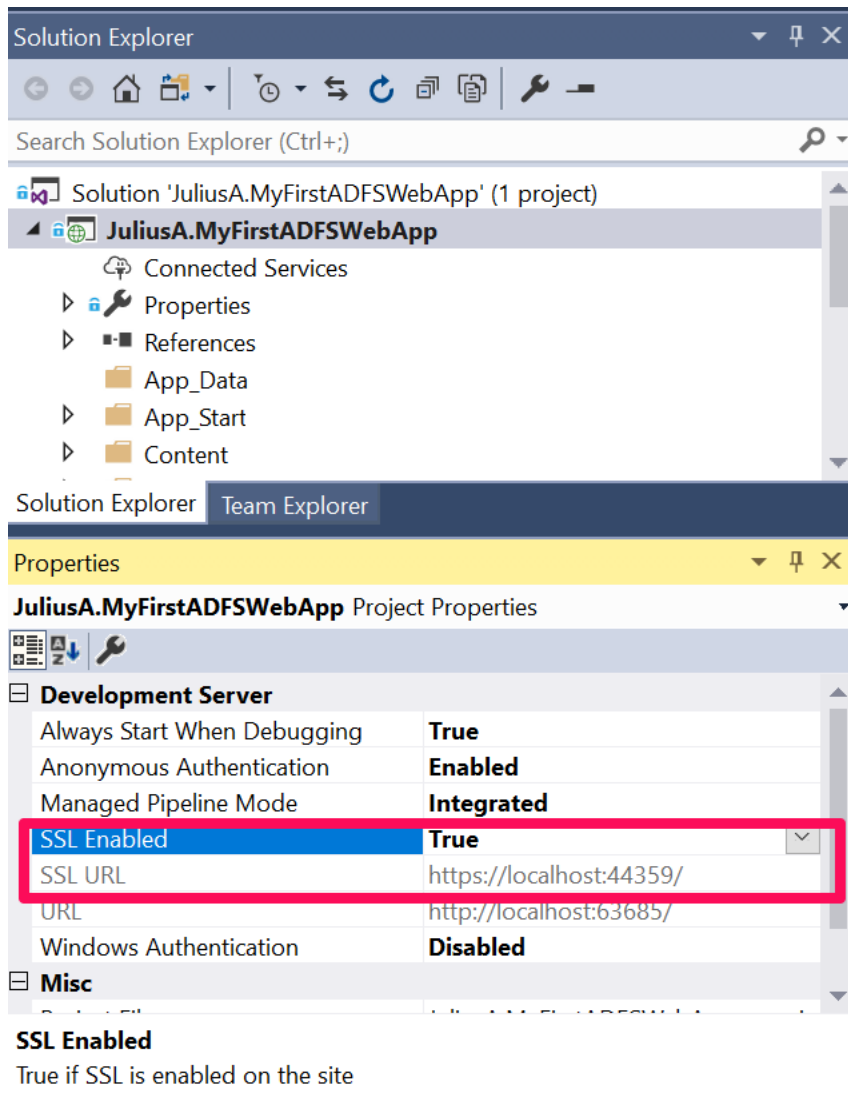 Solution Explorer
Search Solution Explorer (Ctrl+;)
Solution 'JuliusA.MyFirstADFSWebApp' (1 project)
JuliusA.MyFirstADFSWebApp
Connected Services
Properties
References
App_Data
App_Start
Content
Solution Explorer Team Explorer
Properties
JuliusA.MyFirstADFSWebApp Project Properties
Development Server
Always Start When Debugging True
Anonymous Authentication Enabled
Managed Pipeline Mode Integrated
SSL Enabled True
SSL URL https://localhost:44359/
URL http://localhost:63685/
Windows Authentication Disabled
Misc
SSL Enabled
True if SSL is enabled on the site